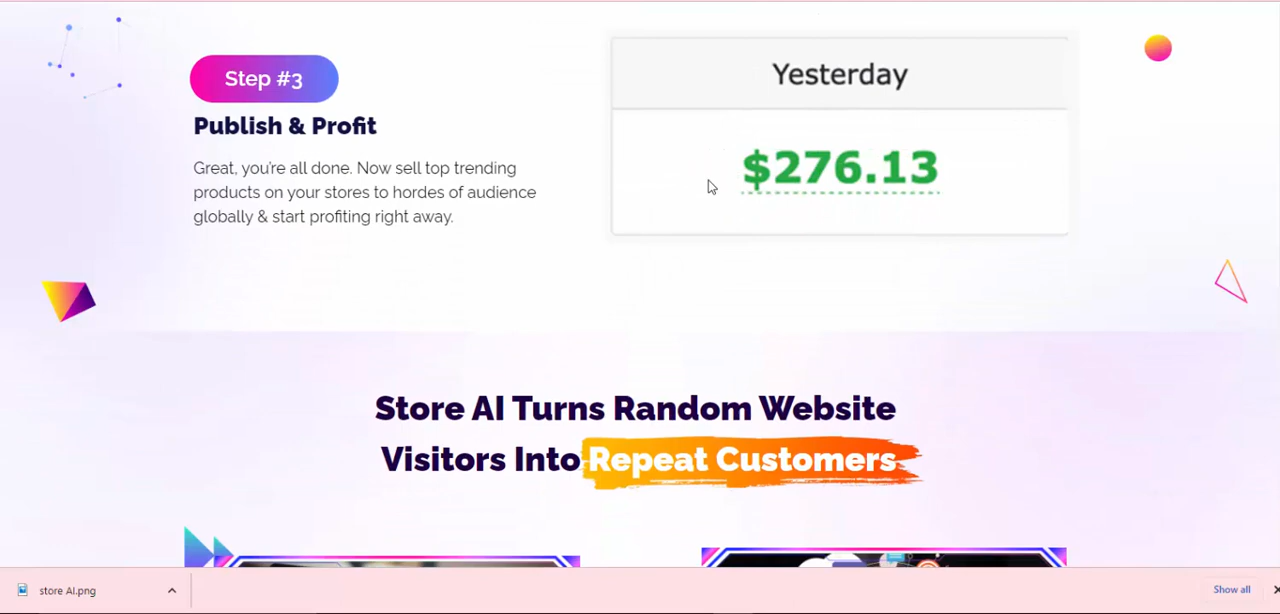 Step #3
Publish & Profit
Great, you're all done. Now sell top trending
products on your stores to hordes of audience
globally & start profiting right away.
Yesterday
$276.13
Store AI Turns Random Website
Visitors Into Repeat Customers
store AI.png
Show all